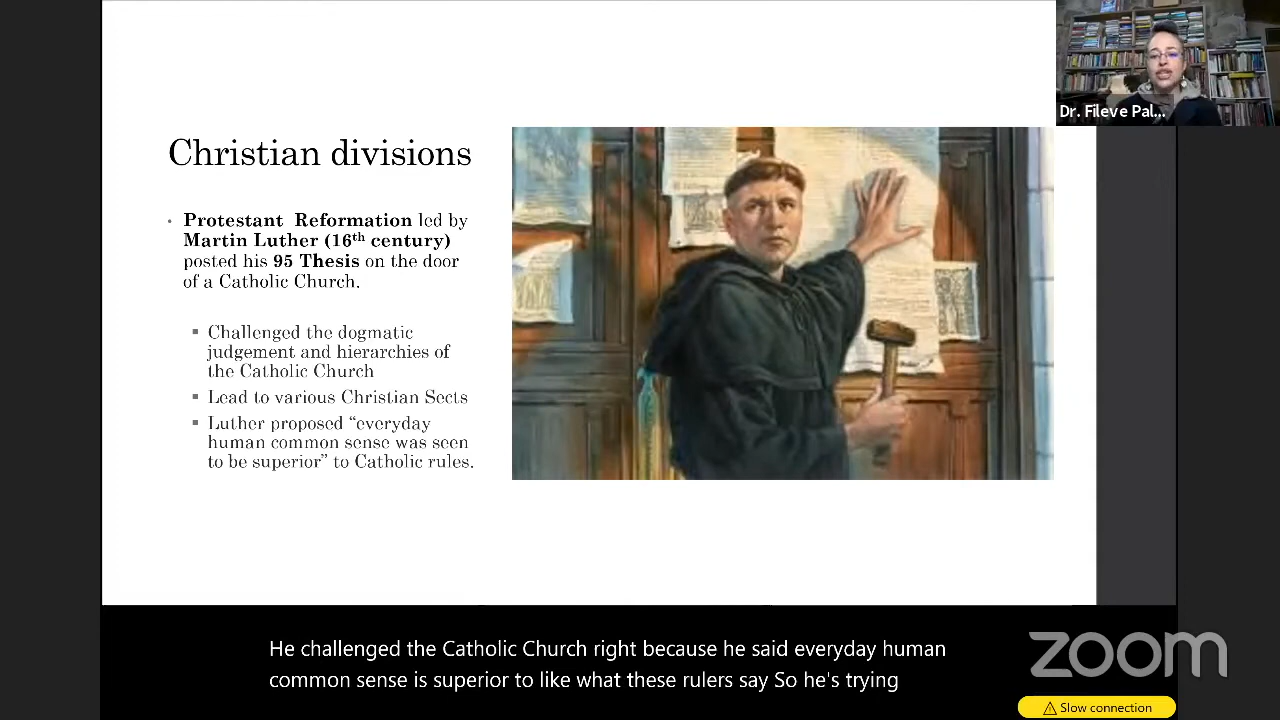 Dr. Fileve Pal...
Christian divisions
• Protestant Reformation led by
Martin Luther (16th century)
posted his 95 Thesis on the door
of a Catholic Church.
▪ Challenged the dogmatic
judgement and hierarchies of
the Catholic Church
▪ Lead to various Christian Sects
▪ Luther proposed “everyday
human common sense was seen
to be superior” to Catholic rules.
He challenged the Catholic Church right because he said everyday human
common sense is superior to like what these rulers say So he's trying
zoom
Slow connection